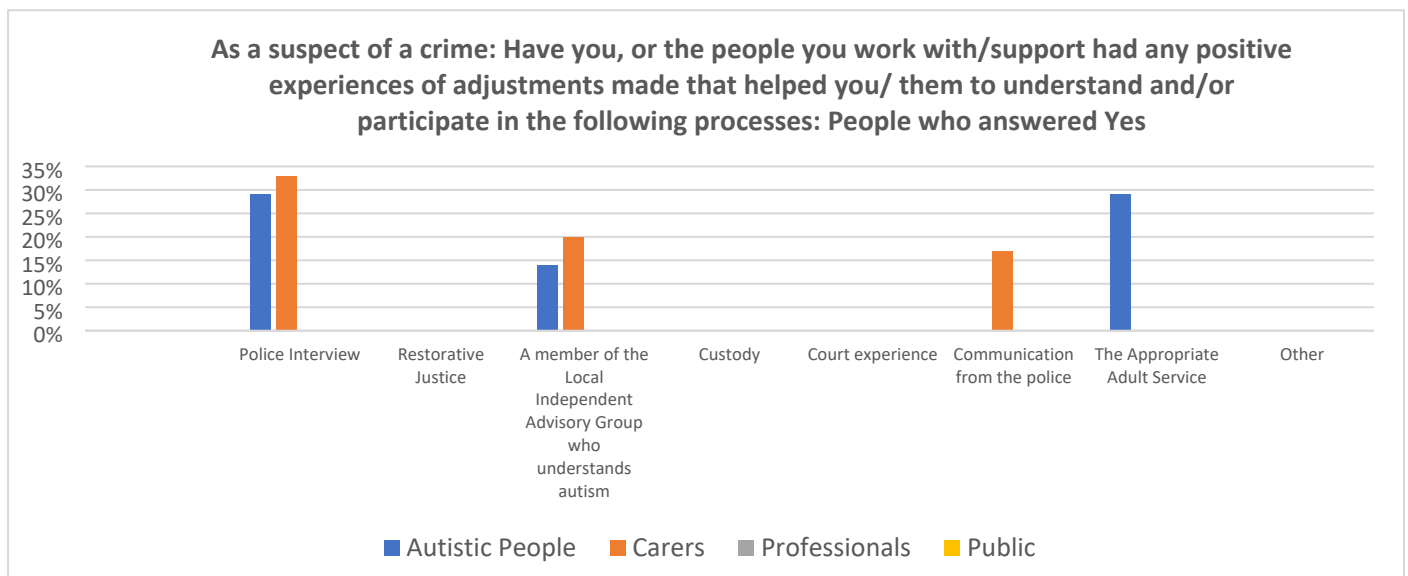 As a suspect of a crime: Have you, or the people you work with/support had any positive
experiences of adjustments made that helped you/ them to understand and/or
participate in the following processes: People who answered Yes
35%
30%
25%
20%
15%
10%
5%
0%
Police Interview
Restorative
Justice
A member of the
Local
Independent
Advisory Group
who
understands
autism
Custody
Court experience
Communication
from the police
The Appropriate
Adult Service
Other
Autistic People
Carers
Professionals
Public